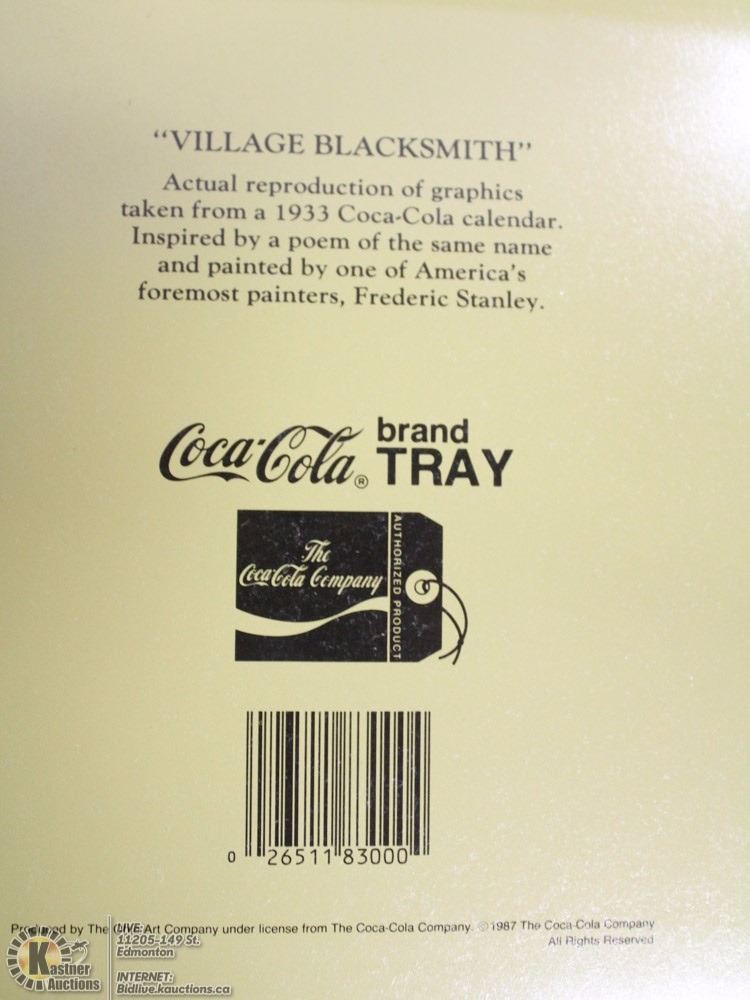 “VILLAGE BLACKSMITH”
Actual reproduction of graphics
taken from a 1933 Coca-Cola calendar.
Inspired by a poem of the same name
and painted by one of America's
foremost painters, Frederic Stanley.
Coca-Cola® brand
TRAY
The
Coca-Cola Company
AUTHORIZED PRODUCT
0 26511 83000
Produced by The Art Company under license from The Coca-Cola Company. ©1987 The Coca-Cola Company
All Rights Reserved
Kastner
Auctions
LIVE:
11205-149 St.
Edmonton
INTERNET:
Bidlive.kauctions.ca